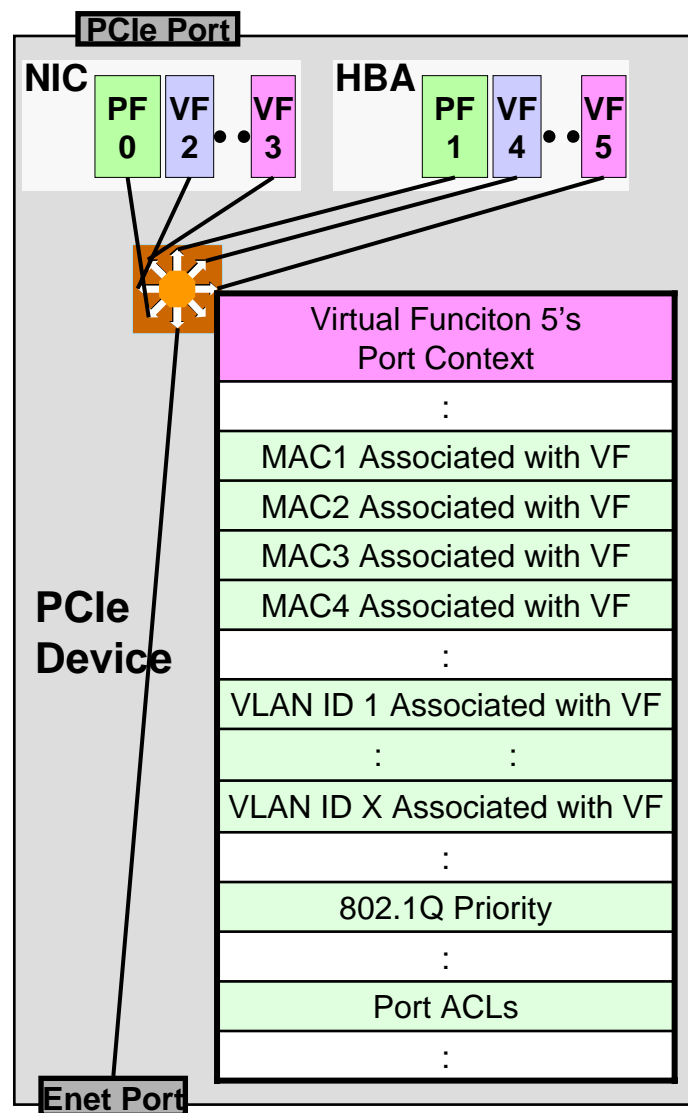 PCIe Port
NIC
PF
0
VF
2
VF
3
HBA
PF
1
VF
4
VF
5
Virtual Funciton 5's
Port Context
:
MAC1 Associated with VF
MAC2 Associated with VF
MAC3 Associated with VF
MAC4 Associated with VF
:
VLAN ID 1 Associated with VF
: :
VLAN ID X Associated with VF
:
802.1Q Priority
:
Port ACLs
:
PCIe
Device
Enet Port